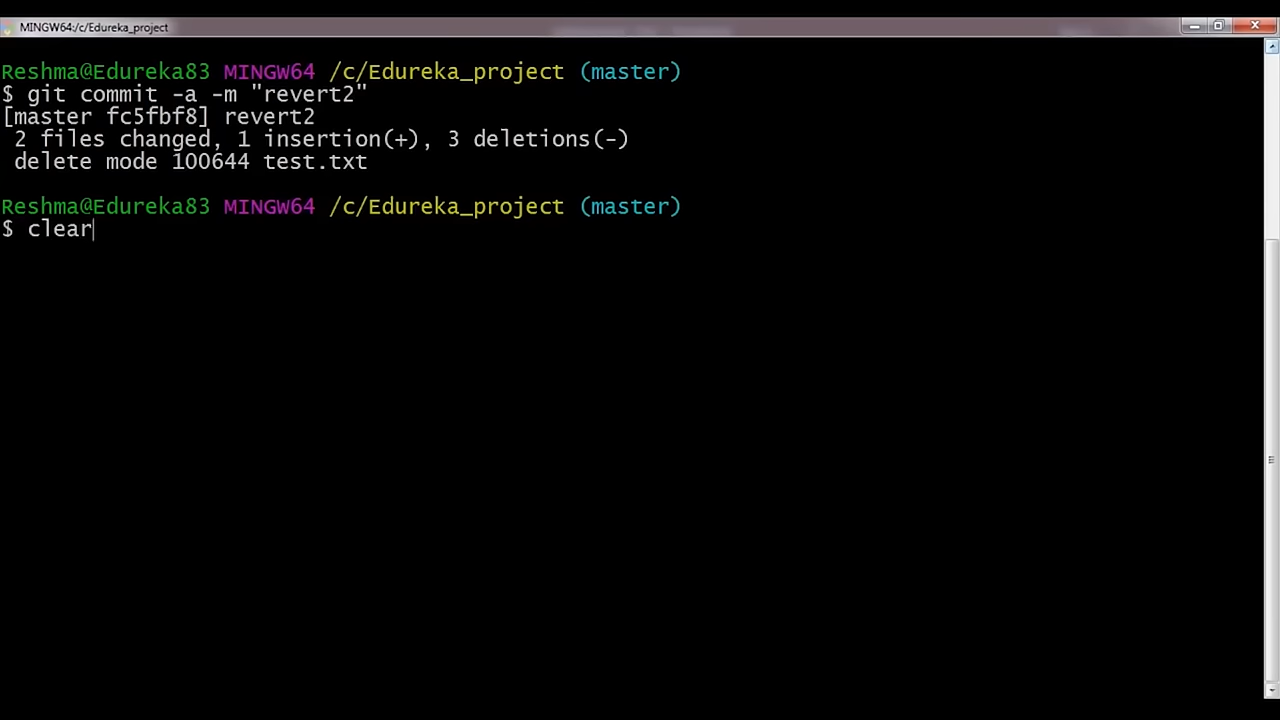 MINGW64:/c/Edureka_project
Reshma@Edureka83 MINGW64 /c/Edureka_project (master)
$ git commit -a -m "revert2"
[master fc5fbf8] revert2
 2 files changed, 1 insertion(+), 3 deletions(-)
 delete mode 100644 test.txt
Reshma@Edureka83 MINGW64 /c/Edureka_project (master)
$ clear